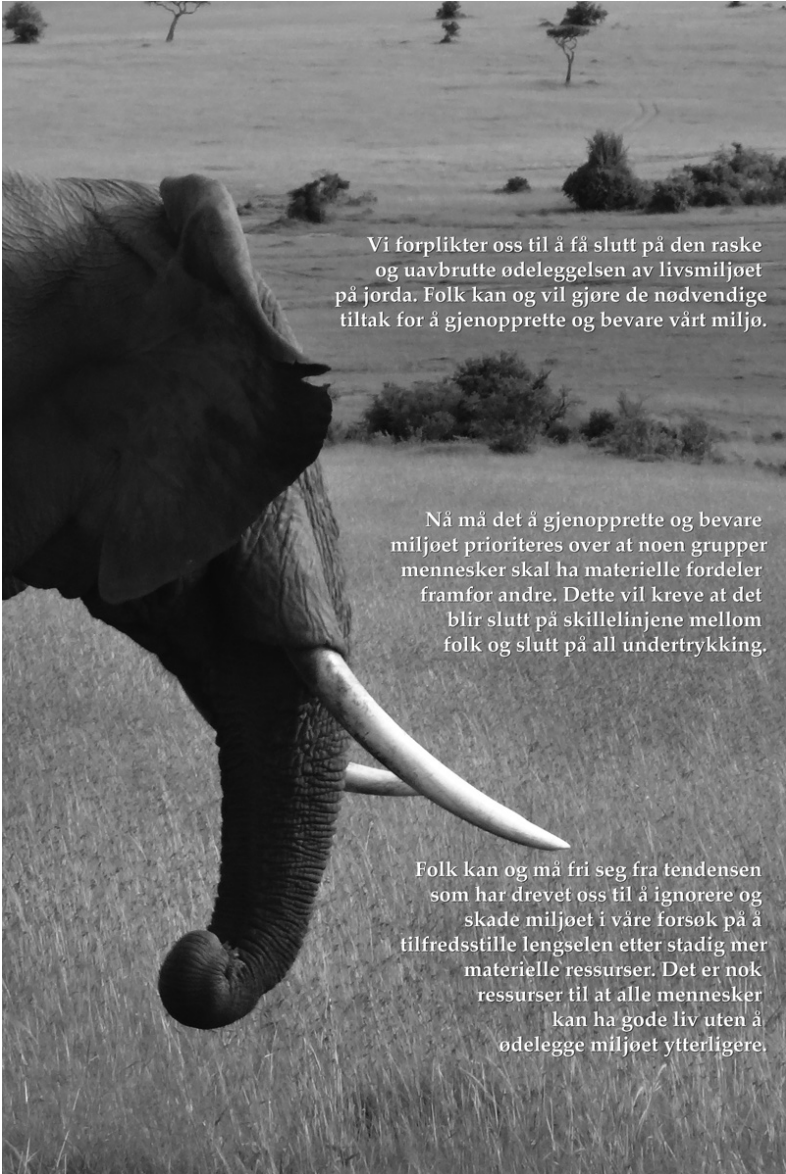 Vi forplikter oss til å få slutt på den raske
og uavbrutte ødeleggelsen av livsmiljøet
på jorda. Folk kan og vil gjøre de nødvendige
tiltak for å gjenopprette og bevare vårt miljø.
Nå må det å gjenopprette og bevare
miljøet prioriteres over at noen grupper
mennesker skal ha materielle fordeler
framfor andre. Dette vil kreve at det
blir slutt på skillelinjene mellom
folk og slutt på all undertrykking.
Folk kan og må fri seg fra tendensen
som har drevet oss til å ignorere og
skade miljøet i våre forsøk på å
tilfredsstille lengselen etter stadig mer
materielle ressurser. Det er nok
ressurser til at alle mennesker
kan ha gode liv uten å
ødelegge miljøet ytterligere.